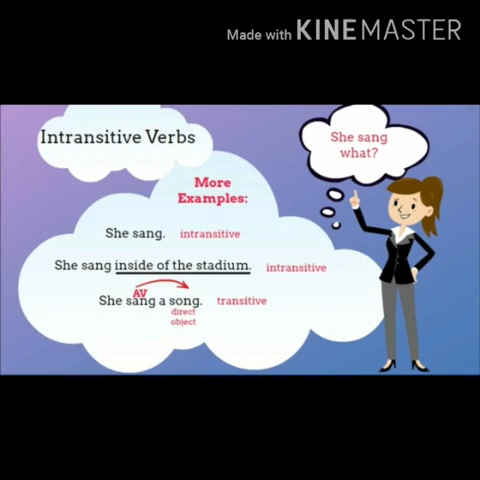 Made with KINEMASTER
Intransitive Verbs
She sang
what?
More
Examples:
She sang. intransitive
She sang inside of the stadium. intransitive
AV
She sang a song. transitive
direct
object